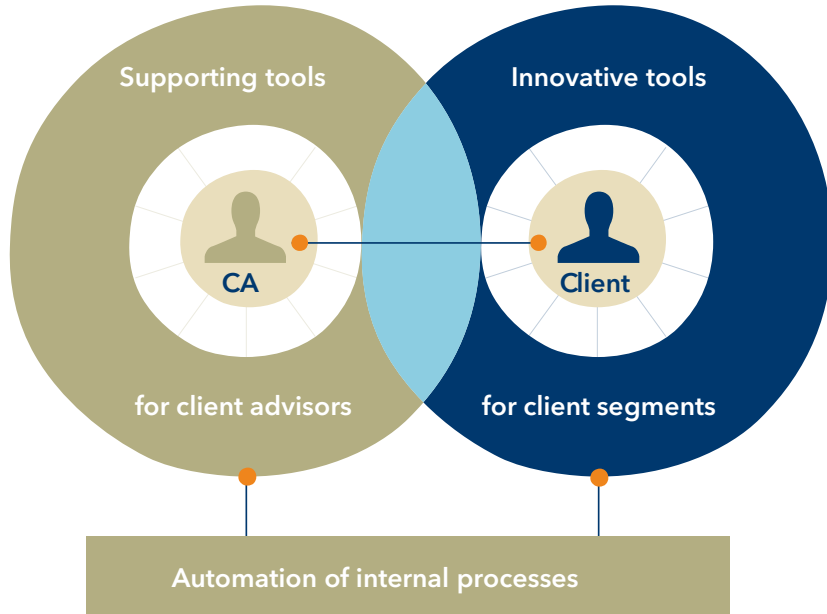 Supporting tools
Innovative tools
CA
Client
for client advisors
for client segments
Automation of internal processes